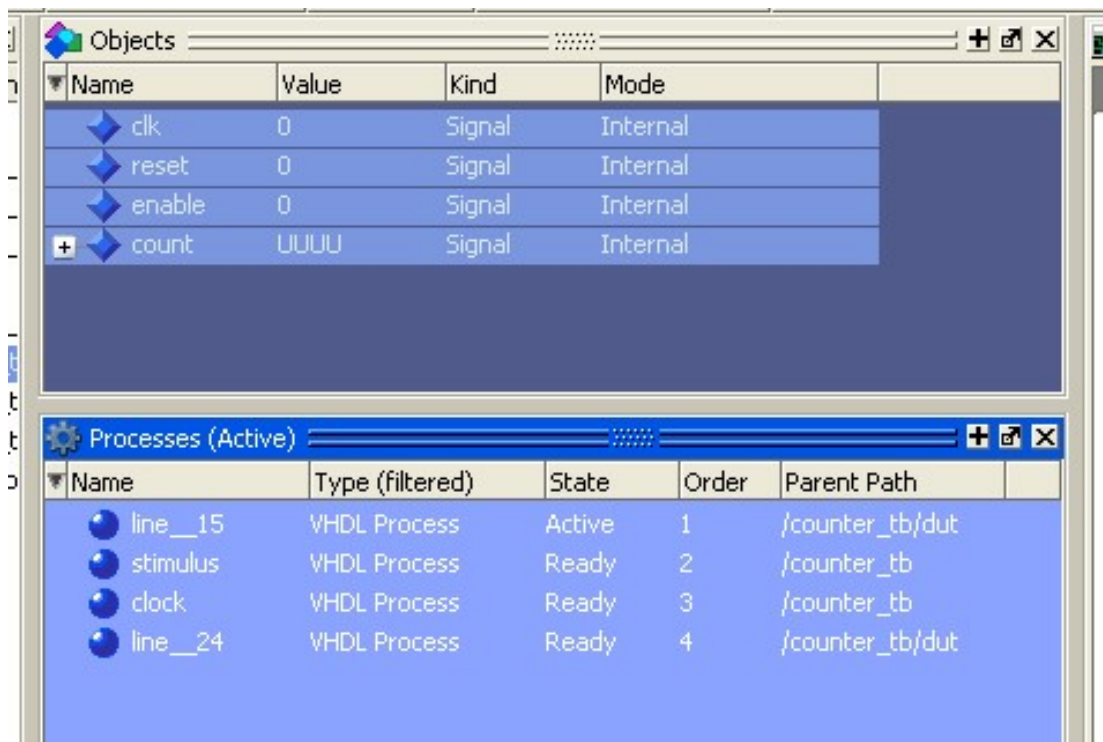 Objects
Name Value Kind Mode
clk 0 Signal Internal
reset 0 Signal Internal
enable 0 Signal Internal
count UUUU Signal Internal
Processes (Active)
Name Type (filtered) State Order Parent Path
line__15 VHDL Process Active 1 /counter_tb/dut
stimulus VHDL Process Ready 2 /counter_tb
clock VHDL Process Ready 3 /counter_tb
line__24 VHDL Process Ready 4 /counter_tb/dut